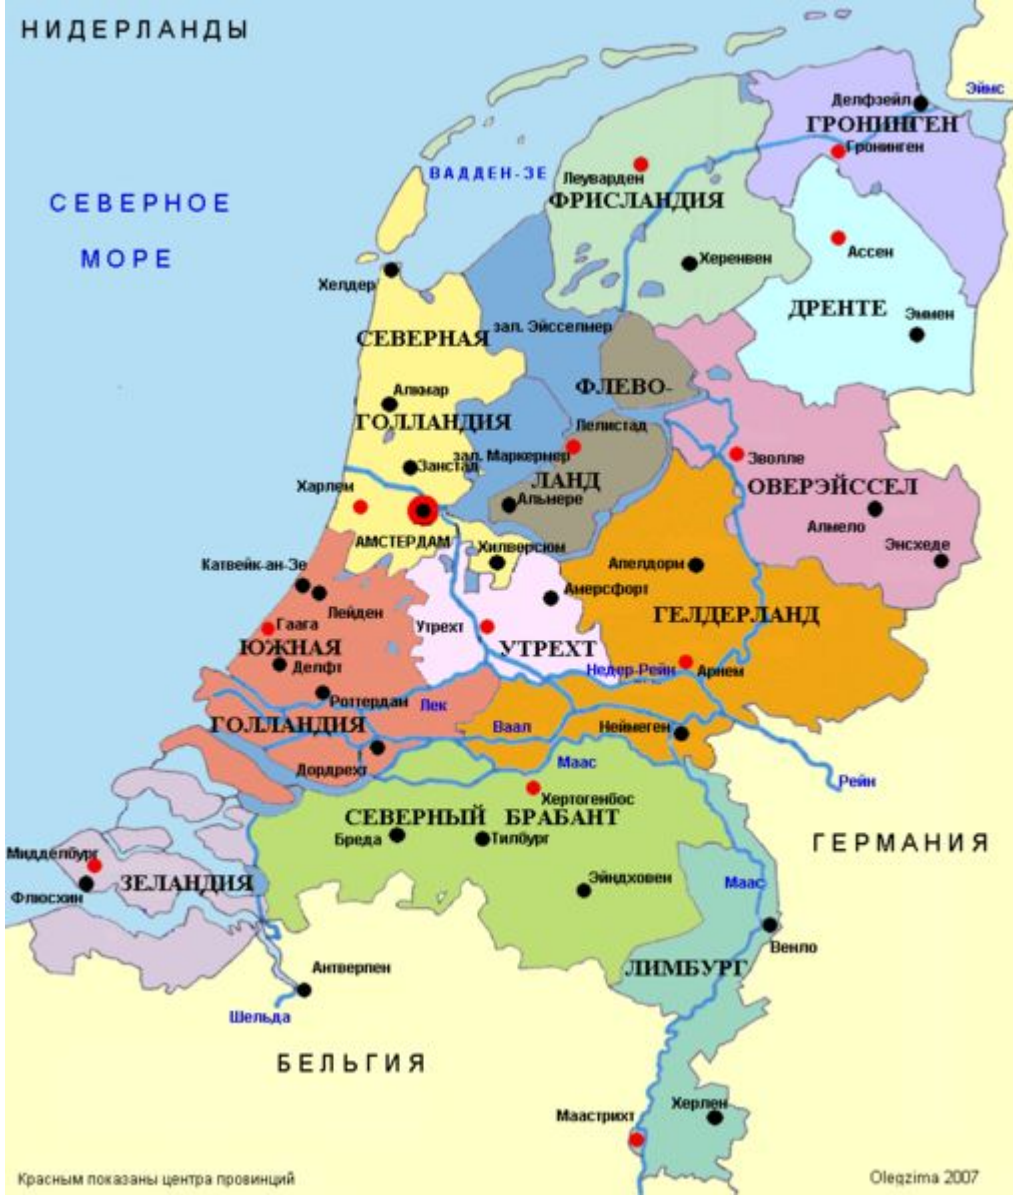 НИДЕРЛАНДЫ
Эймс
Делфзейл
ГРОНИНГЕН
Гронинген
ВАДДЕН-ЗЕ
Леуварден
ФРИСЛАНДИЯ
СЕВЕРНОЕ
МОРЕ
Ассен
Херенвен
Хелдер
ДРЕНТЕ
Эммен
СЕВЕРНАЯ
зал. Эйсселмер
ФЛЕВО-
Алкмар
ГОЛЛАНДИЯ
Лелистад
зал. Маркермер
Занстад
Зволле
ЛАНД
ОВЕРЭЙССЕЛ
Харлем
Альмере
Алмело
АМСТЕРДАМ
Хилверсюм
Энсхеде
Катвейк-ан-Зе
Апелдорм
Амерсфорт
Лейден
ГЕЛДЕРЛАНД
Гаага
Утрехт
ЮЖНАЯ
УТРЕХТ
Делфт
Недер-Рейн
Арнем
Роттердам
Лек
ГОЛЛАНДИЯ
Ваал
Неймеген
Маас
Дордрехт
Рейн
Хертогенбос
СЕВЕРНЫЙ БРАБАНТ
Бреда
Тилбург
ГЕРМАНИЯ
Мидделбург
ЗЕЛАНДИЯ
Эйндховен
Маас
Флюсхин
Венло
Антверпен
ЛИМБУРГ
Шельда
БЕЛЬГИЯ
Херлен
Маастрихт
Красным показаны центра провинций
Olegzima 2007